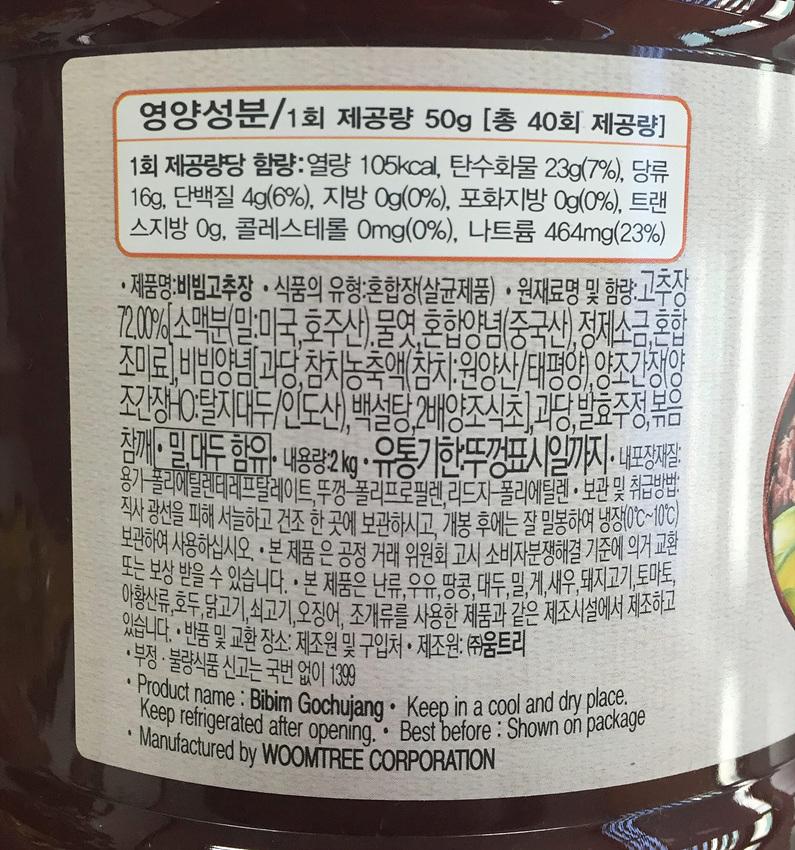 영양성분/1회 제공량 50g [총 40회 제공량]
1회 제공량당 함량:열량 105kcal, 탄수화물 23g(7%), 당류
16g, 단백질 4g(6%), 지방 0g(0%), 포화지방 0g(0%), 트랜
스지방 0g, 콜레스테롤 0mg(0%), 나트륨 464mg(23%)
• 제품명:비빔고추장 • 식품의 유형:혼합장(살균제품) • 원재료명 및 함량:고추장
72.00%[소맥분(밀:미국,호주산),물엿,혼합양념(중국산),정제소금,혼합
조미료],비빔양념[과당,참치농축액(참치:원양산/태평양),양조간장(양
조간장HO:탈지대두/인도산),백설탕,2배양조식초],과당,발효주정,볶음
참깨 • 밀,대두 함유 • 내용량:2kg • 유통기한:뚜껑표시일까지 • 내포장재질:
용기-폴리에틸렌테레프탈레이트,뚜껑-폴리프로필렌,리드지-폴리에틸렌 • 보관 및 취급방법:
직사 광선을 피해 서늘하고 건조 한 곳에 보관하시고, 개봉 후에는 잘 밀봉하여 냉장(0℃~10℃)
보관하여 사용하십시오. • 본 제품 은 공정 거래 위원회 고시 소비자분쟁해결 기준에 의거 교환
또는 보상 받을 수 있습니다. • 본 제품은 난류,우유,땅콩,대두,밀,게,새우,돼지고기,토마토,
아황산류,호두,닭고기,쇠고기,오징어, 조개류를 사용한 제품과 같은 제조시설에서 제조하고
있습니다. • 반품 및 교환 장소: 제조원 및 구입처 • 제조원: ㈜움트리
• 부정 · 불량식품 신고는 국번 없이 1399
• Product name : Bibim Gochujang • Keep in a cool and dry place.
Keep refrigerated after opening. • Best before : Shown on package
• Manufactured by WOOMTREE CORPORATION